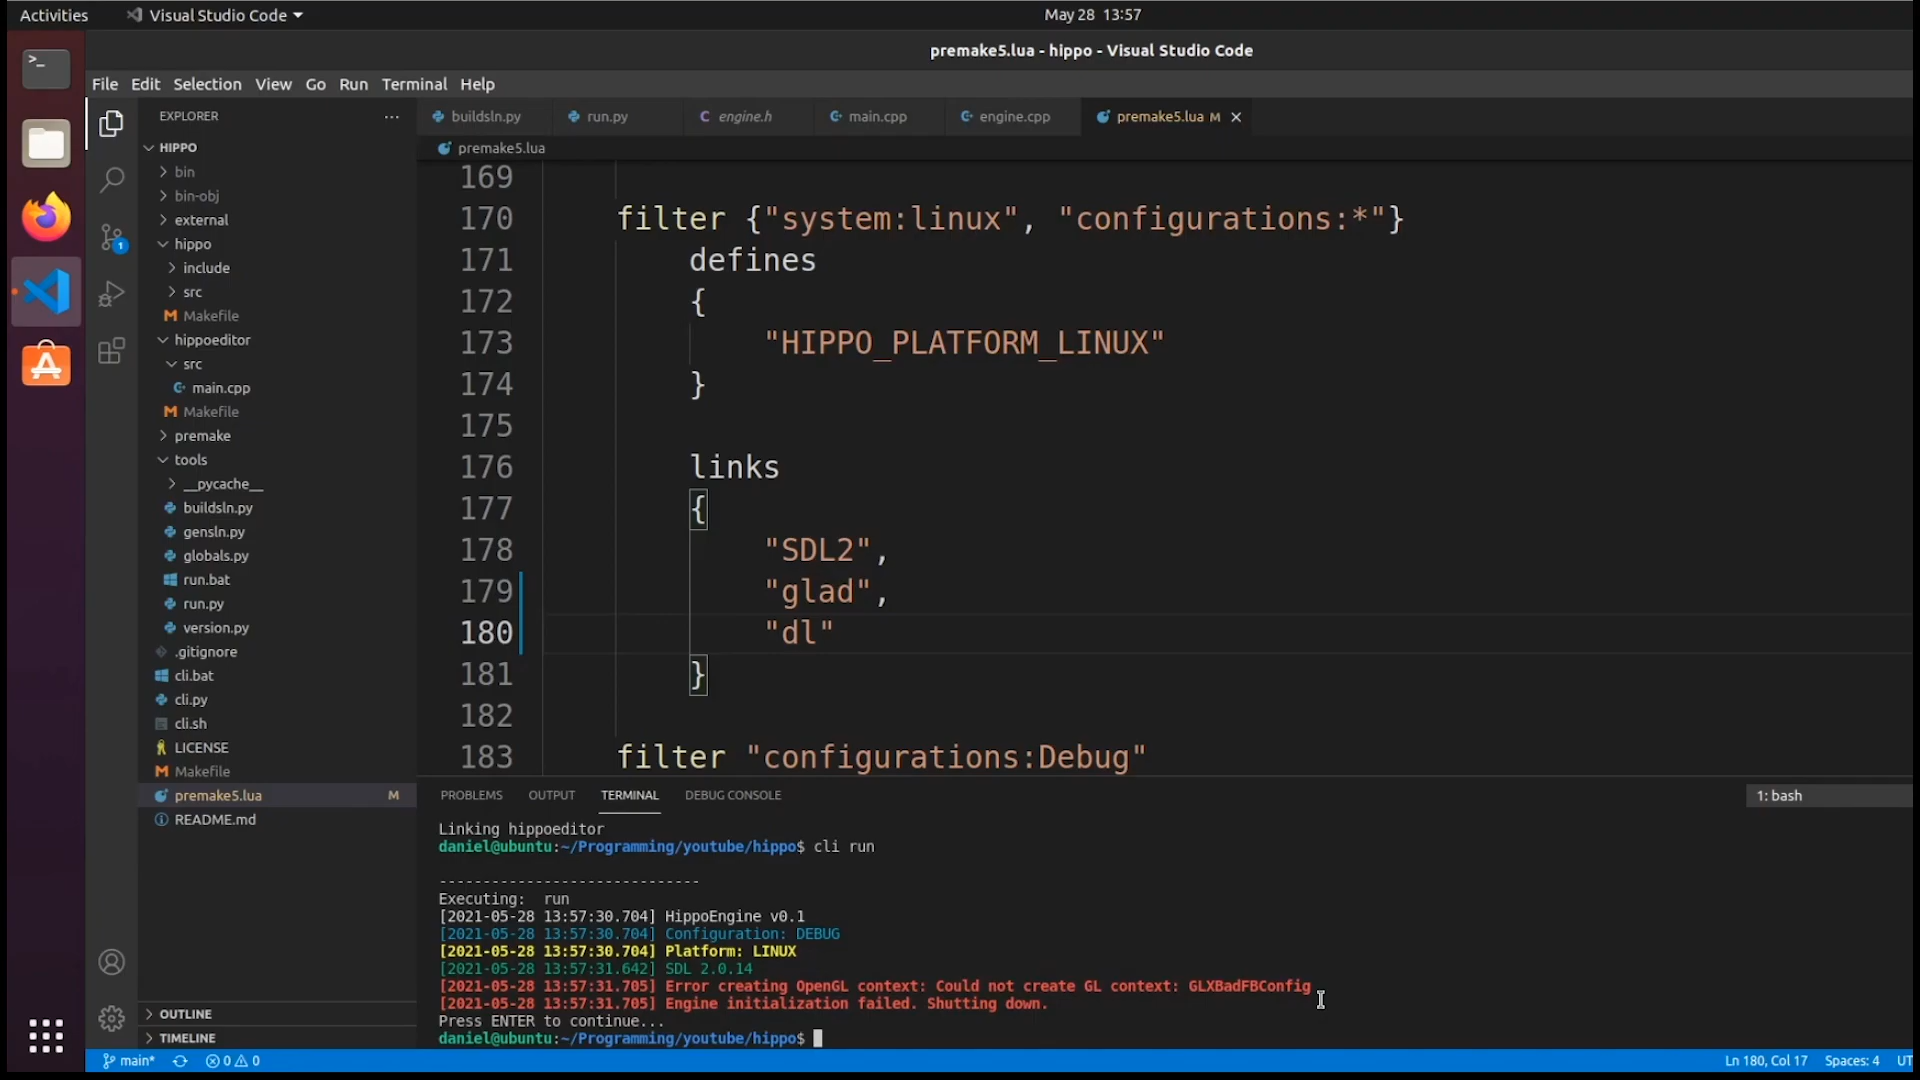 Activities
Visual Studio Code
May 28 13:57
premake5.lua - hippo - Visual Studio Code
File Edit Selection View Go Run Terminal Help
EXPLORER
HIPPO
bin
bin-obj
external
hippo
include
src
M Makefile
hippoeditor
src
main.cpp
M Makefile
premake
tools
__pycache__
buildsln.py
gensln.py
globals.py
run.bat
run.py
version.py
.gitignore
cli.bat
cli.py
cli.sh
LICENSE
M Makefile
premake5.lua M
README.md
OUTLINE
TIMELINE
buildsln.py run.py C engine.h main.cpp engine.cpp premake5.lua M
premake5.lua
169
170 filter {"system:linux", "configurations:*"}
171 defines
172 {
173 "HIPPO_PLATFORM_LINUX"
174 }
175
176 links
177 {
178 "SDL2",
179 "glad",
180 "dl"
181 }
182
183 filter "configurations:Debug"
PROBLEMS OUTPUT TERMINAL DEBUG CONSOLE 1: bash
Linking hippoeditor
daniel@ubuntu:~/Programming/youtube/hippo$ cli run
------------------------------
Executing: run
[2021-05-28 13:57:30.704] HippoEngine v0.1
[2021-05-28 13:57:30.704] Configuration: DEBUG
[2021-05-28 13:57:30.704] Platform: LINUX
[2021-05-28 13:57:31.642] SDL 2.0.14
[2021-05-28 13:57:31.705] Error creating OpenGL context: Could not create GL context: GLXBadFBConfig
[2021-05-28 13:57:31.705] Engine initialization failed. Shutting down.
Press ENTER to continue...
daniel@ubuntu:~/Programming/youtube/hippo$
1
main* 0 0
Ln 180, Col 17 Spaces: 4 UT